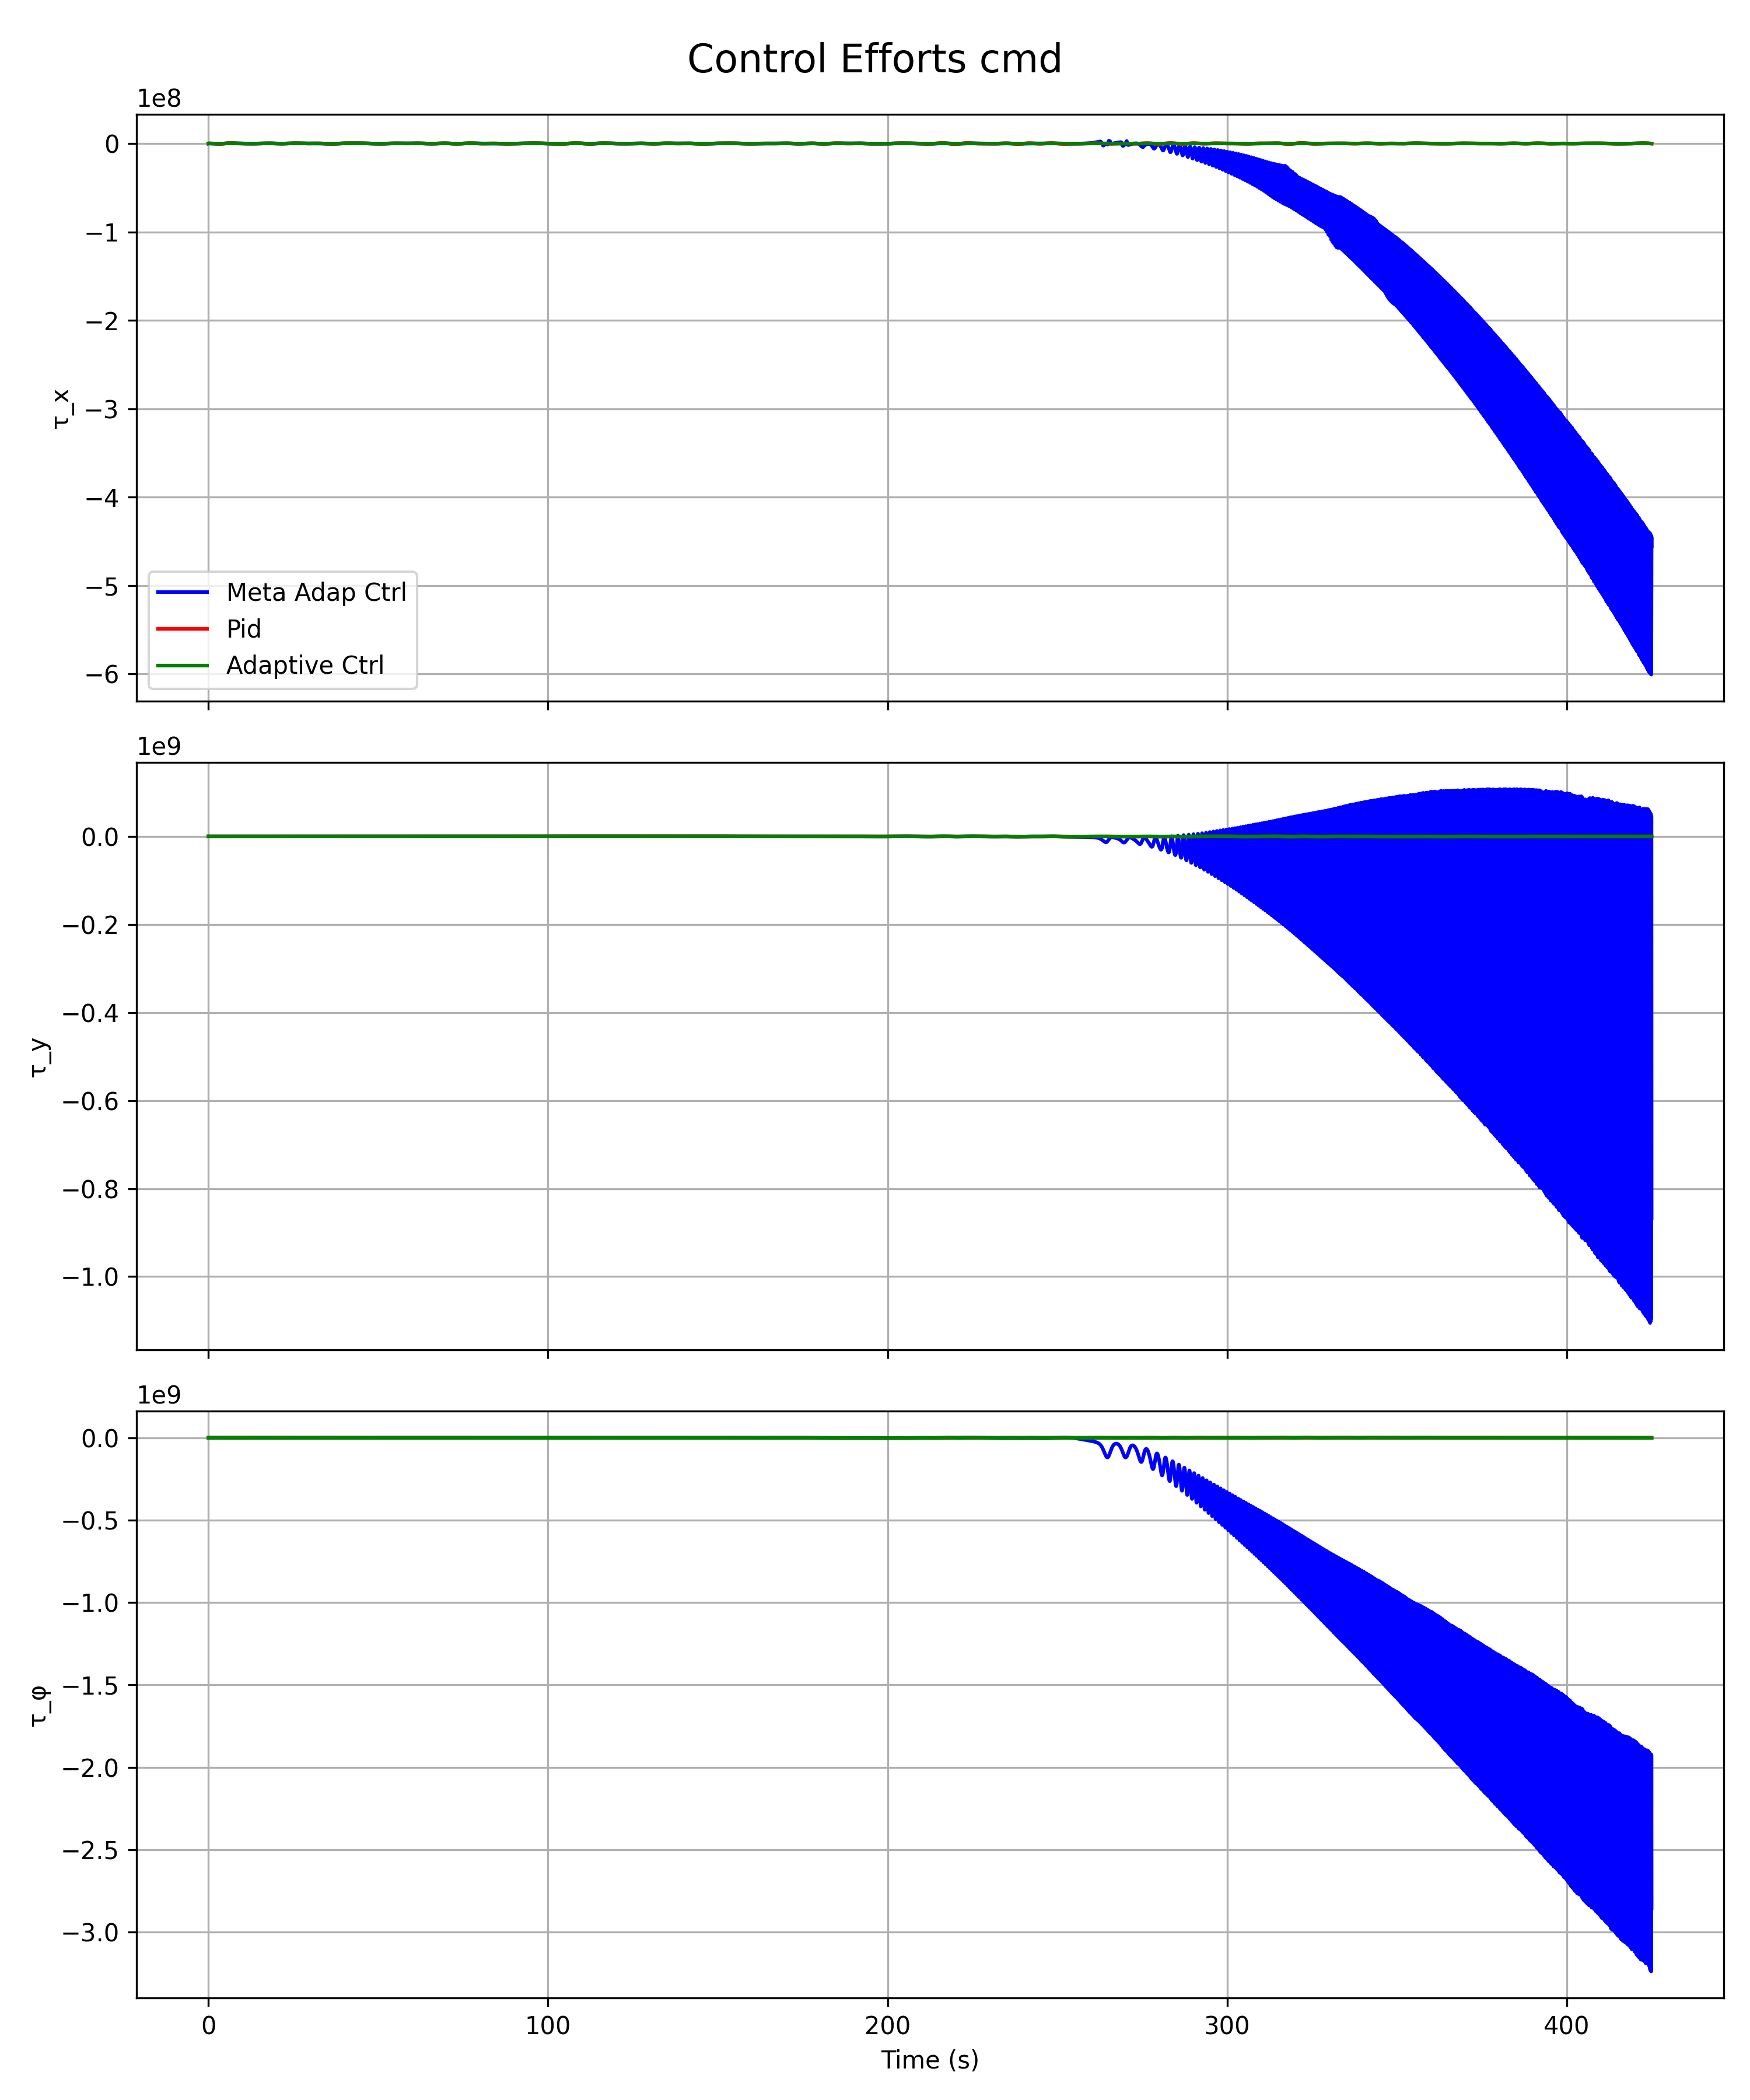 Control Efforts cmd
1e8
0
−1
−2
−3
−4
−5
−6
τ_x
Meta Adap Ctrl
Pid
Adaptive Ctrl
1e9
0.0
−0.2
−0.4
−0.6
−0.8
−1.0
τ_y
1e9
0.0
−0.5
−1.0
−1.5
−2.0
−2.5
−3.0
τ_φ
0 100 200 300 400
Time (s)